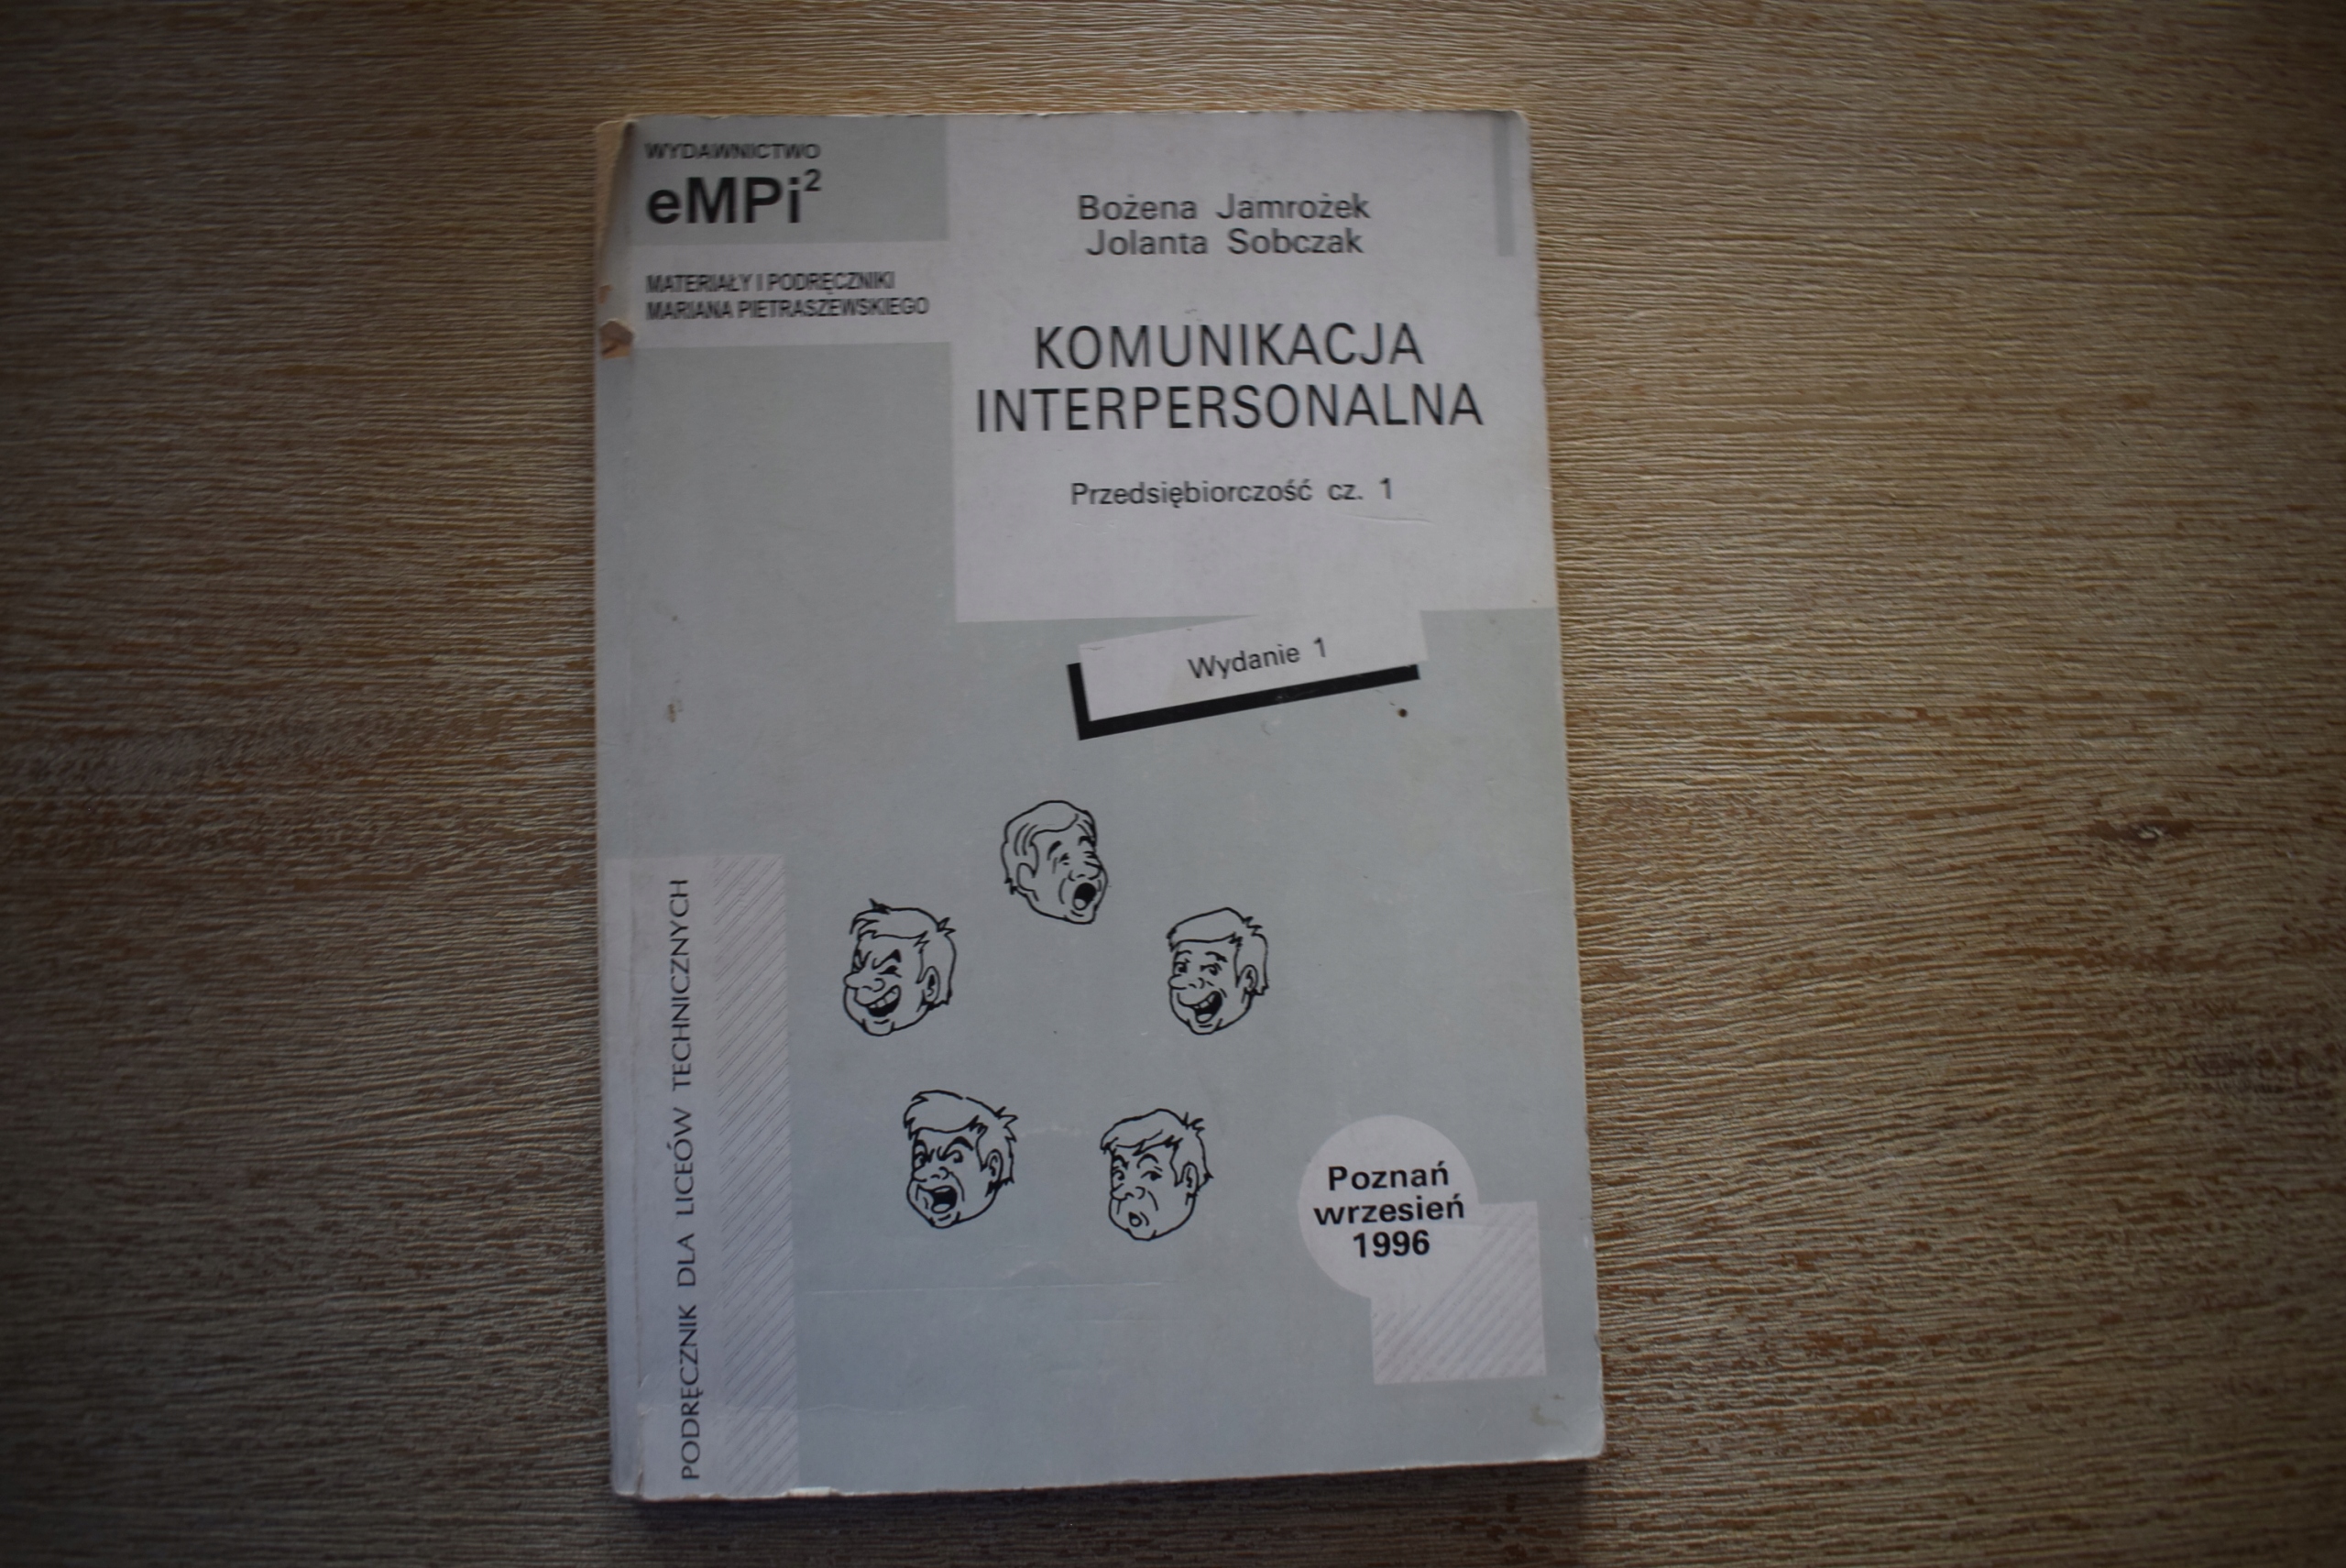 WYDAWNICTWO
eMPi²
MATERIAŁY I PODRĘCZNIKI
MARIANA PIETRASZEWSKIEGO
Bożena Jamrożek
Jolanta Sobczak
KOMUNIKACJA
INTERPERSONALNA
Przedsiębiorczość cz. 1
Wydanie 1
PODRĘCZNIK DLA LICEÓW TECHNICZNYCH
Poznań
wrzesień
1996